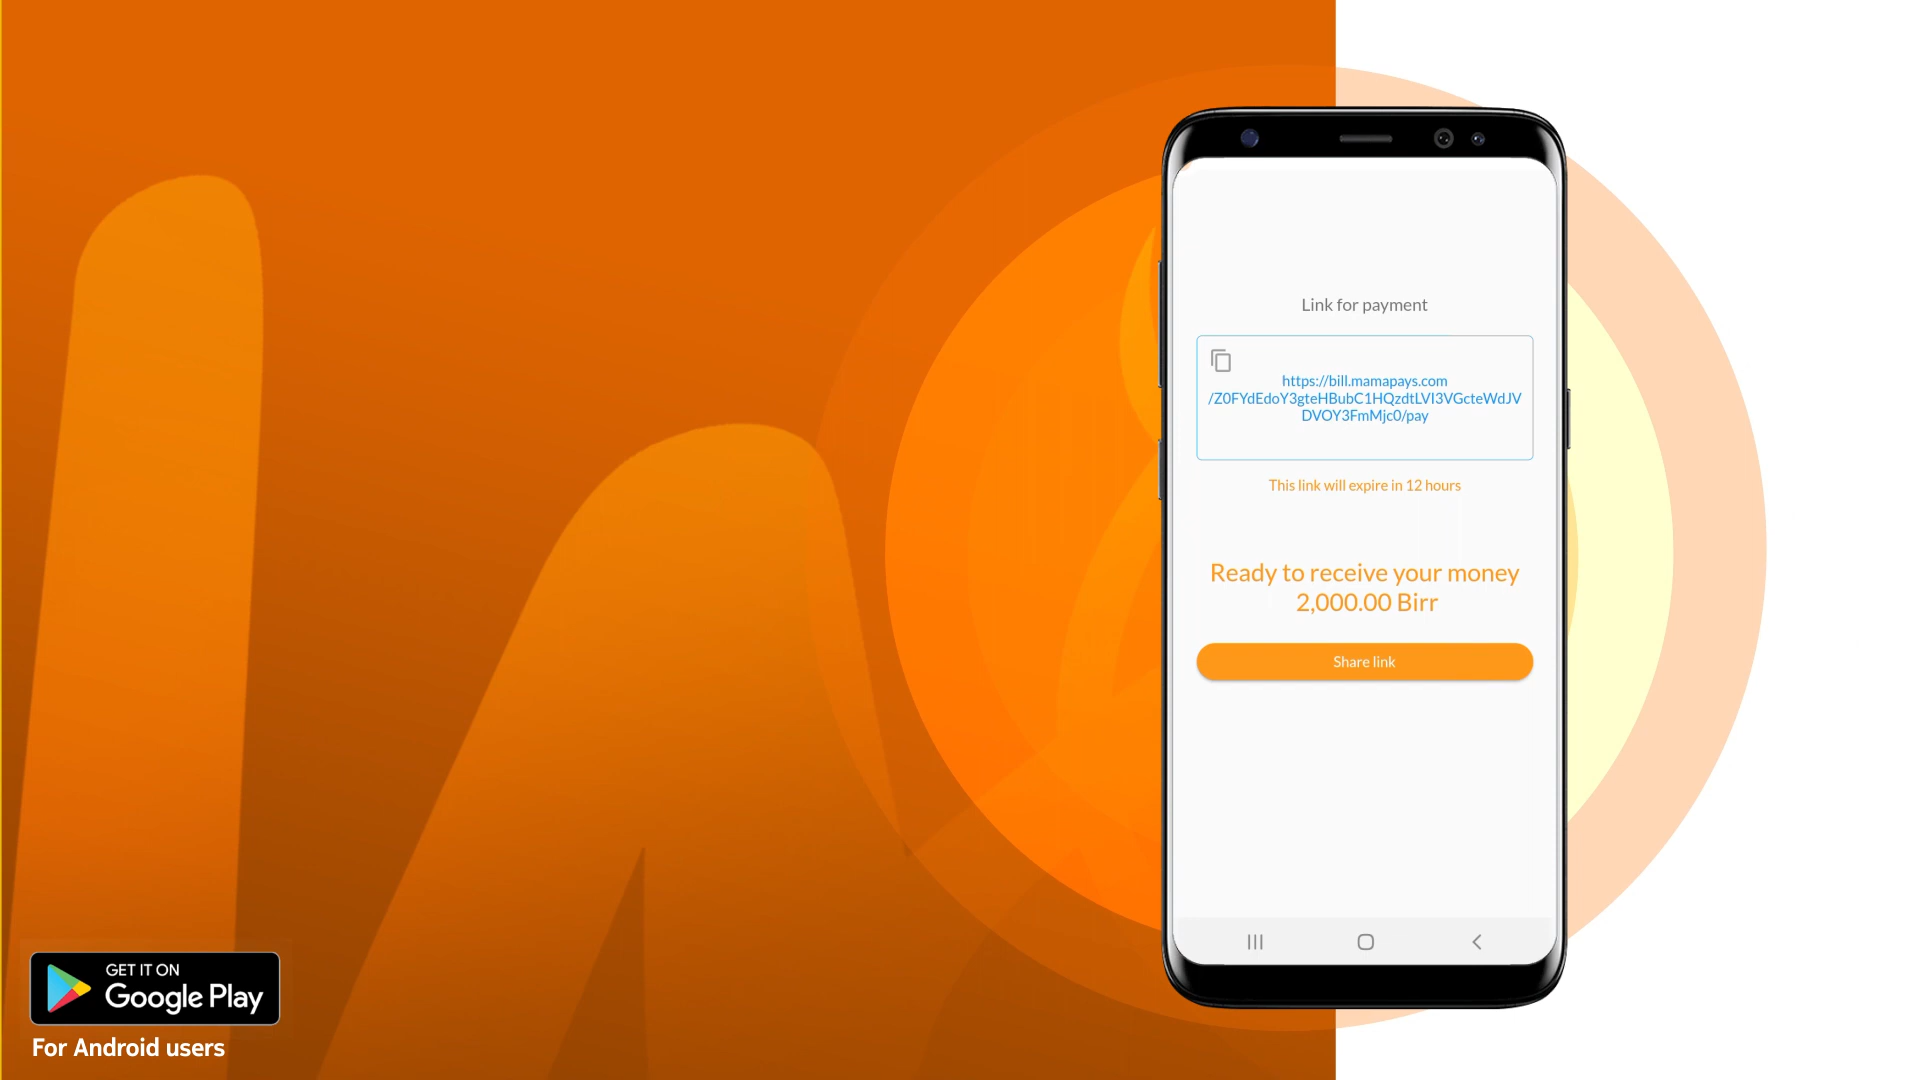 Link for payment
https://bill.mamapays.com
/Z0FYdEdoY3gteHBubC1HQzdtLVI3VGcteWdJV
DVOY3FmMjc0/pay
This link will expire in 12 hours
Ready to receive your money
2,000.00 Birr
Share link
GET IT ON
Google Play
For Android users